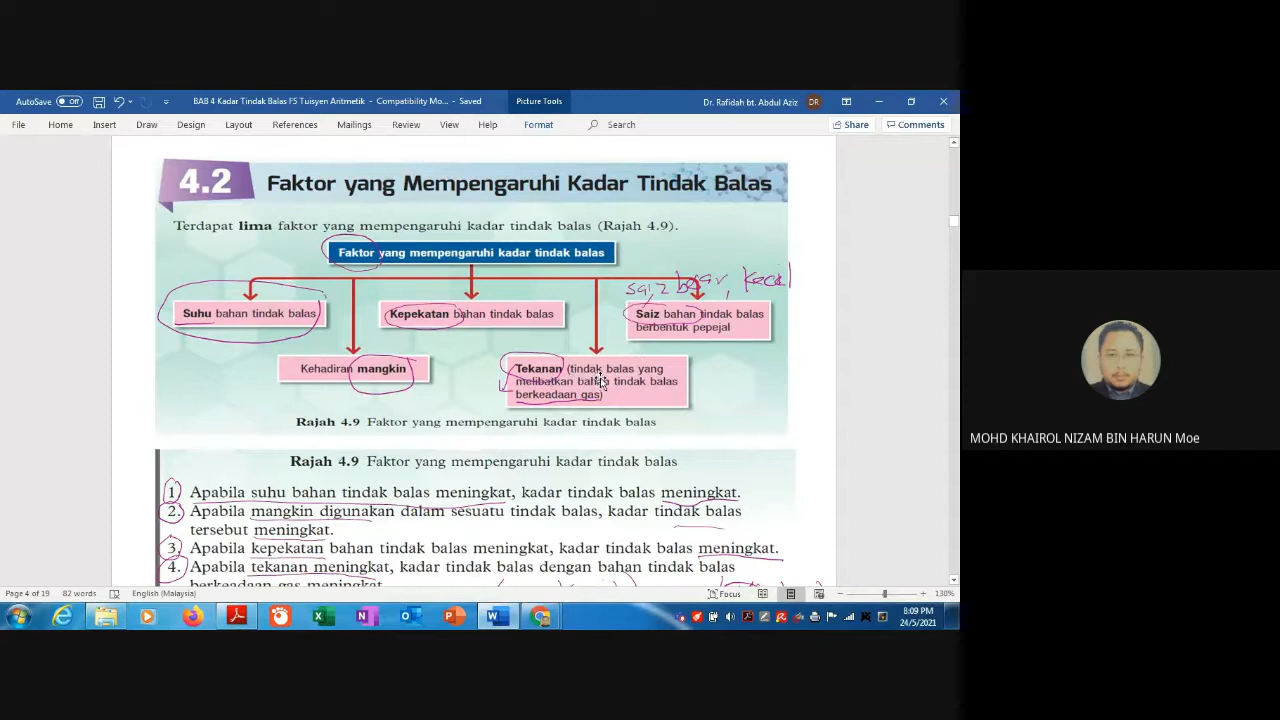 AutoSave Off
BAB 4 Kadar Tindak Balas F5 Tuisyen Aritmetik - Compatibility Mo... - Saved
Picture Tools
Dr. Rafidah bt. Abdul Aziz DR
File Home Insert Draw Design Layout References Mailings Review View Help Format Search Share Comments
4.2 Faktor yang Mempengaruhi Kadar Tindak Balas
Terdapat lima faktor yang mempengaruhi kadar tindak balas (Rajah 4.9).
Faktor yang mempengaruhi kadar tindak balas
saiz besar, kecil
Suhu bahan tindak balas
Kepekatan bahan tindak balas
Saiz bahan tindak balas
berbentuk pepejal
Kehadiran mangkin
Tekanan (tindak balas yang
melibatkan bahan tindak balas
berkeadaan gas)
Rajah 4.9 Faktor yang mempengaruhi kadar tindak balas
Rajah 4.9 Faktor yang mempengaruhi kadar tindak balas
1. Apabila suhu bahan tindak balas meningkat, kadar tindak balas meningkat.
2. Apabila mangkin digunakan dalam sesuatu tindak balas, kadar tindak balas
tersebut meningkat.
3. Apabila kepekatan bahan tindak balas meningkat, kadar tindak balas meningkat.
4. Apabila tekanan meningkat, kadar tindak balas dengan bahan tindak balas
berkeadaan gas meningkat.
Page 4 of 19 82 words English (Malaysia) Focus 130%
8:09 PM
24/5/2021
MOHD KHAIROL NIZAM BIN HARUN Moe